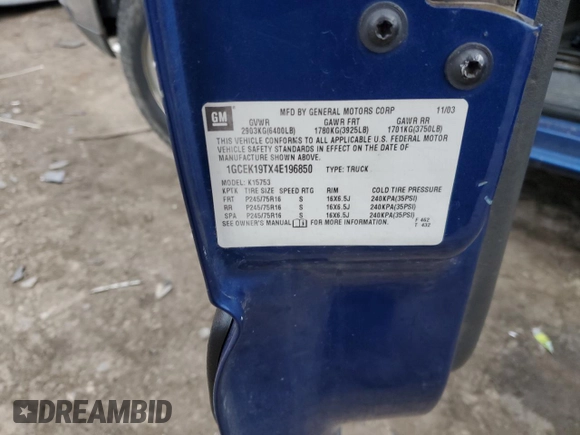 GM
MFD BY GENERAL MOTORS CORP 11/03
GVWR GAWR FRT GAWR RR
2903KG(6400LB) 1780KG(3925LB) 1701KG(3750LB)
THIS VEHICLE CONFORMS TO ALL APPLICABLE U.S. FEDERAL MOTOR
VEHICLE SAFETY STANDARDS IN EFFECT ON THE DATE OF
MANUFACTURE SHOWN ABOVE.
1GCEK19TX4E196850 TYPE: TRUCK
MODEL: K15753
KPTK TIRE SIZE SPEED RTG RIM COLD TIRE PRESSURE
FRT P245/75R16 S 16X6.5J 240KPA(35PSI)
RR P245/75R16 S 16X6.5J 240KPA(35PSI)
SPA P245/75R16 S 16X6.5J 240KPA(35PSI)
SEE OWNER'S MANUAL FOR MORE INFORMATION.
F 462
T 432
DREAMBID